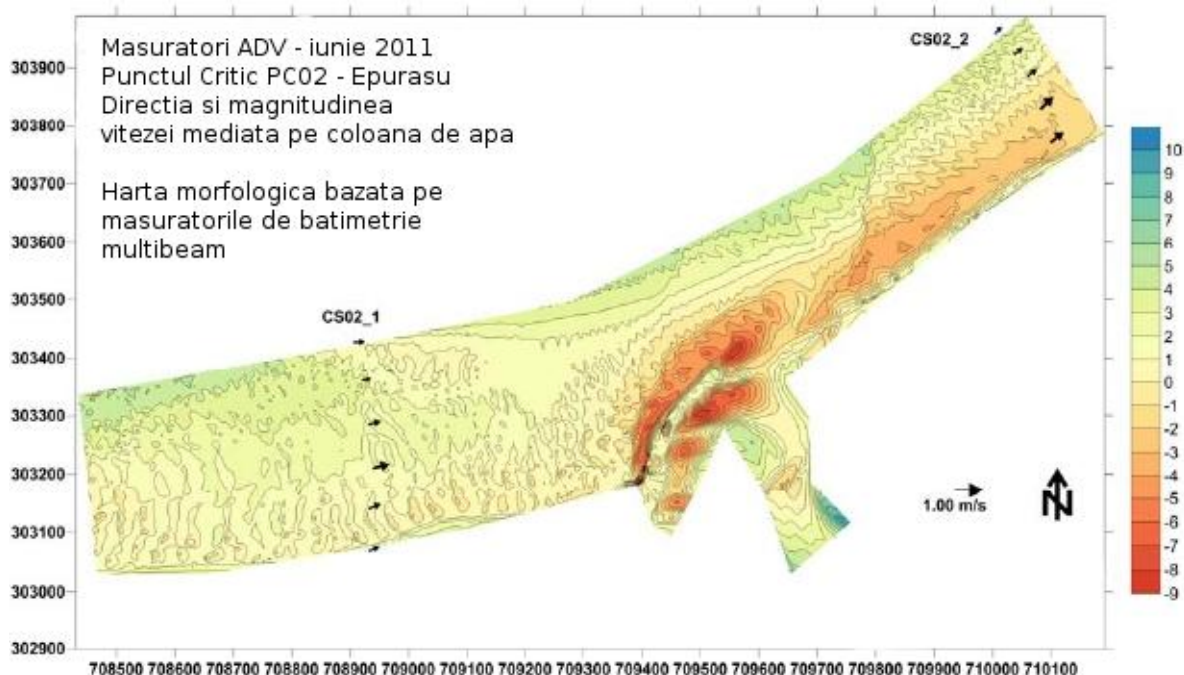 Masuratori ADV - iunie 2011
Punctul Critic PC02 - Epurasu
Directia si magnitudinea
vitezei mediata pe coloana de apa
Harta morfologica bazata pe
masuratorile de batimetrie
multibeam
CS02_2
CS02_1
303900
303800
303700
303600
303500
303400
303300
303200
303100
303000
302900
708500 708600 708700 708800 708900 709000 709100 709200 709300 709400 709500 709600 709700 709800 709900 710000 710100
1.00 m/s
N
10
9
8
7
6
5
4
3
2
1
0
-1
-2
-3
-4
-5
-6
-7
-8
-9